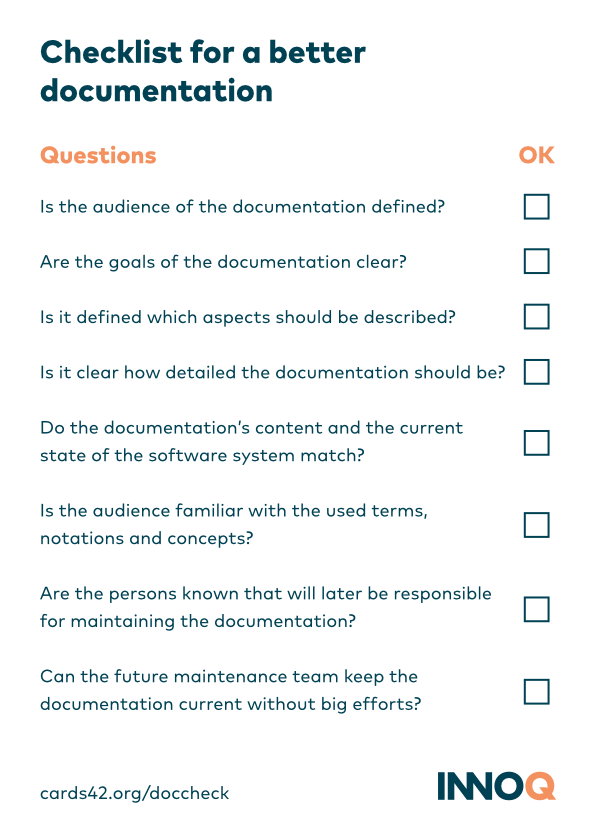 Checklist for a better
documentation
Questions OK
Is the audience of the documentation defined?
Are the goals of the documentation clear?
Is it defined which aspects should be described?
Is it clear how detailed the documentation should be?
Do the documentation’s content and the current
state of the software system match?
Is the audience familiar with the used terms,
notations and concepts?
Are the persons known that will later be responsible
for maintaining the documentation?
Can the future maintenance team keep the
documentation current without big efforts?
cards42.org/doccheck INNOQ